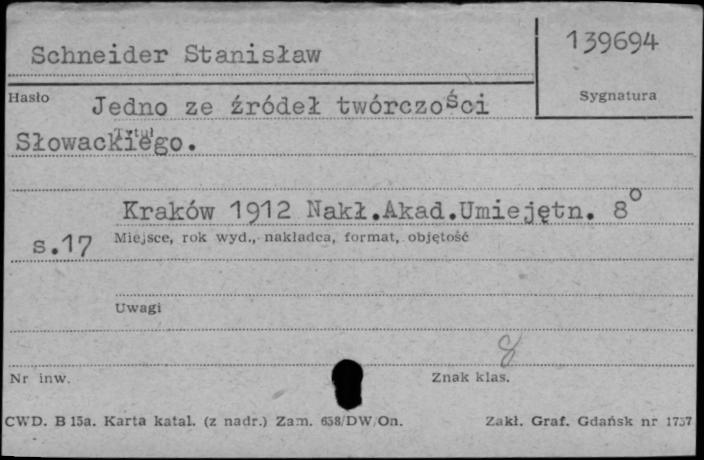 Schneider Stanisław
139694
Hasło
Sygnatura
Jedno ze źródeł twórczości
Tytuł
Słowackiego.
Kraków 1912 Nakł.Akad.Umiejętn. 8°
s.17
Miejsce, rok wyd., nakładca, format, objętość
Uwagi
8
Nr inw.
Znak klas.
CWD. B 15a. Karta katal. (z nadr.) Zam. 658/DW/On.
Zakł. Graf. Gdańsk nr 1757